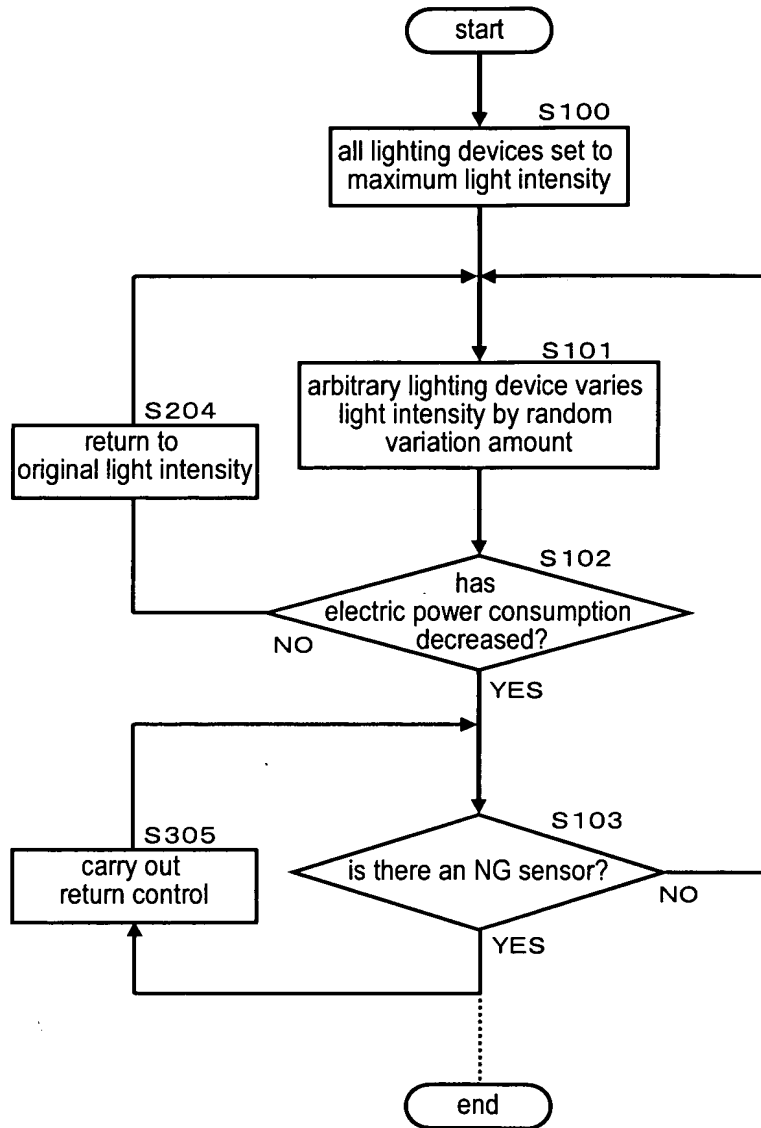 start
S100
all lighting devices set to
maximum light intensity
S101
arbitrary lighting device varies
light intensity by random
variation amount
S204
return to
original light intensity
S102
has
electric power consumption
decreased?
NO
YES
S103
is there an NG sensor?
NO
YES
S305
carry out
return control
end